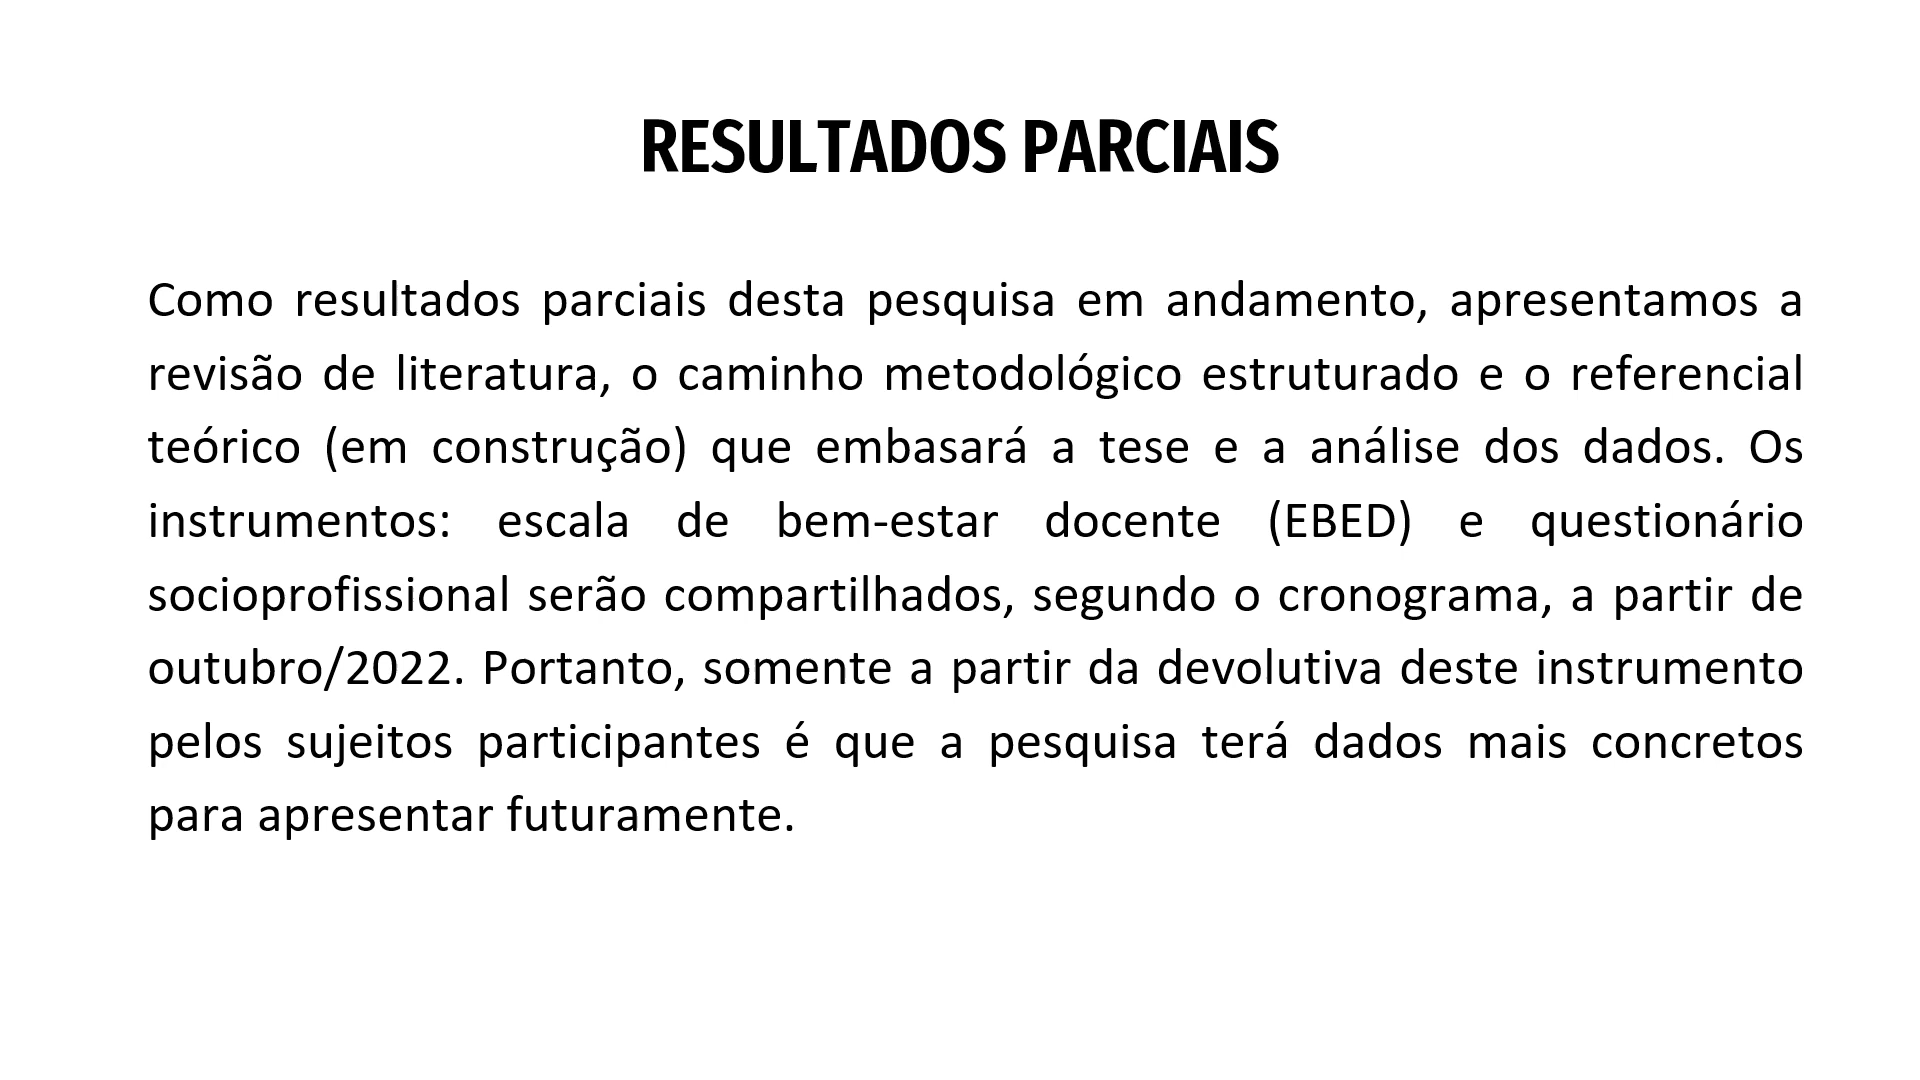 RESULTADOS PARCIAIS
Como resultados parciais desta pesquisa em andamento, apresentamos a
revisão de literatura, o caminho metodológico estruturado e o referencial
teórico (em construção) que embasará a tese e a análise dos dados. Os
instrumentos: escala de bem-estar docente (EBED) e questionário
socioprofissional serão compartilhados, segundo o cronograma, a partir de
outubro/2022. Portanto, somente a partir da devolutiva deste instrumento
pelos sujeitos participantes é que a pesquisa terá dados mais concretos
para apresentar futuramente.